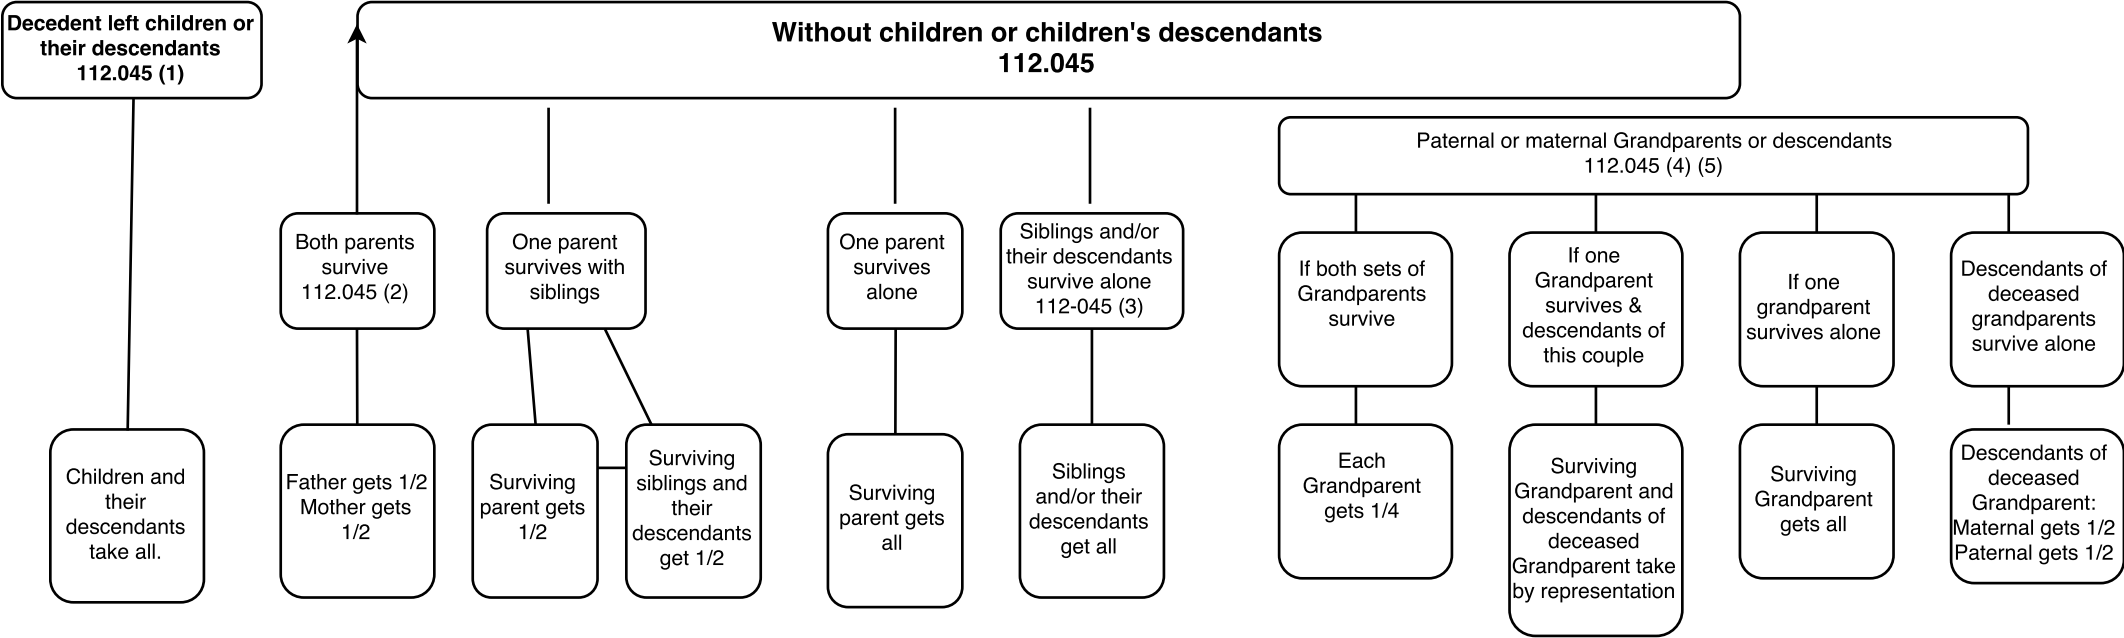 Decedent left children or
their descendants
112.045 (1)
Without children or children's descendants
112.045
Paternal or maternal Grandparents or descendants
112.045 (4) (5)
Both parents
survive
112.045 (2)
One parent
survives with
siblings
One parent
survives
alone
Siblings and/or
their descendants
survive alone
112-045 (3)
If both sets of
Grandparents
survive
If one
Grandparent
survives &
descendants of
this couple
If one
grandparent
survives alone
Descendants of
deceased
grandparents
survive alone
Children and
their
descendants
take all.
Father gets 1/2
Mother gets
1/2
Surviving
parent gets
1/2
Surviving
siblings and
their
descendants
get 1/2
Surviving
parent gets
all
Siblings
and/or their
descendants
get all
Each
Grandparent
gets 1/4
Surviving
Grandparent and
descendants of
deceased
Grandparent take
by representation
Surviving
Grandparent
gets all
Descendants of
deceased
Grandparent:
Maternal gets 1/2
Paternal gets 1/2